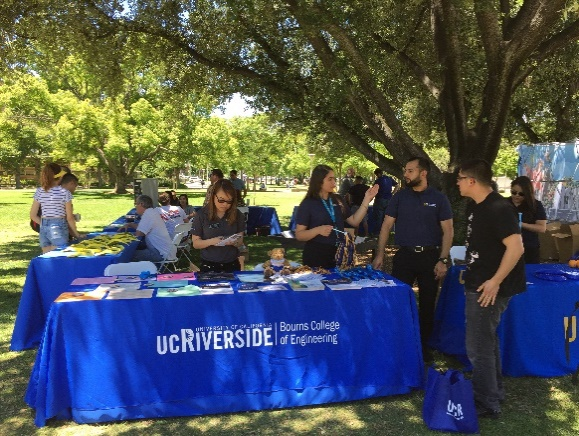 UNIVERSITY OF CALIFORNIA
UCRIVERSIDE
Bourns College
of Engineering
UCR